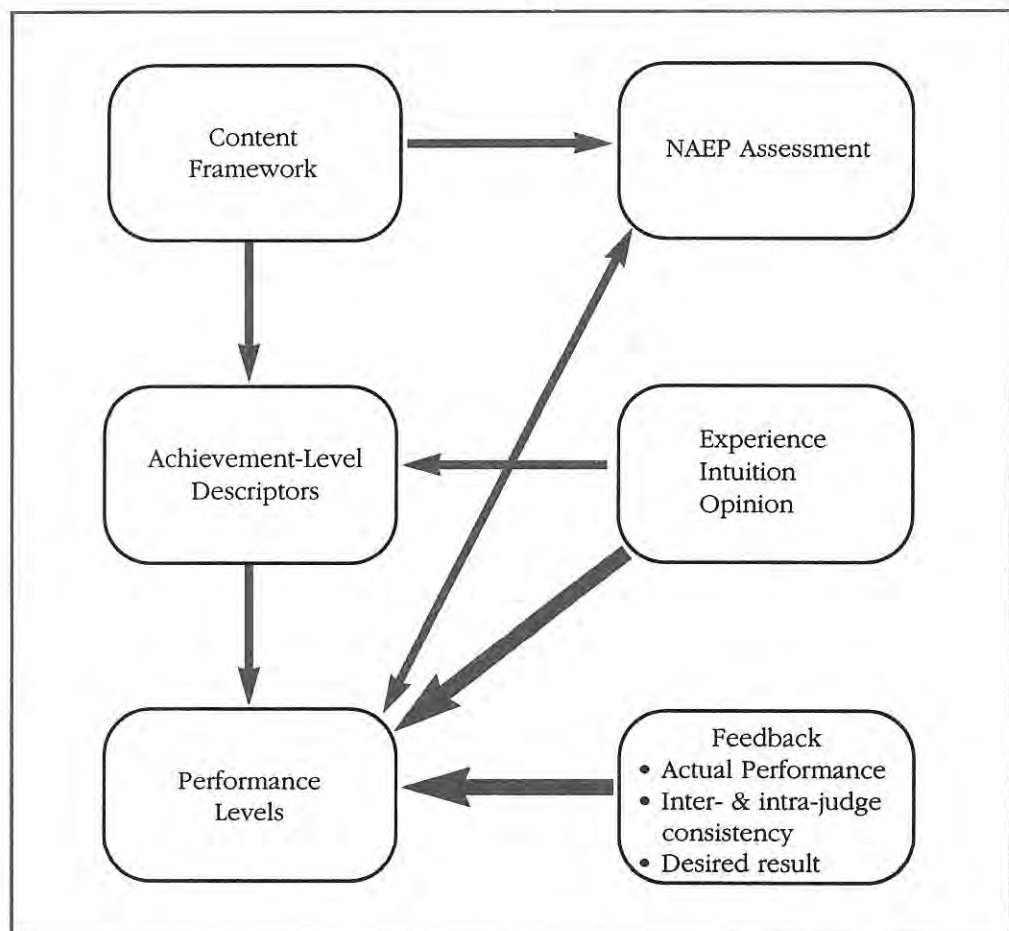 Content
Framework
NAEP Assessment
Achievement-Level
Descriptors
Experience
Intuition
Opinion
Performance
Levels
Feedback
• Actual Performance
• Inter- & intra-judge
consistency
• Desired result